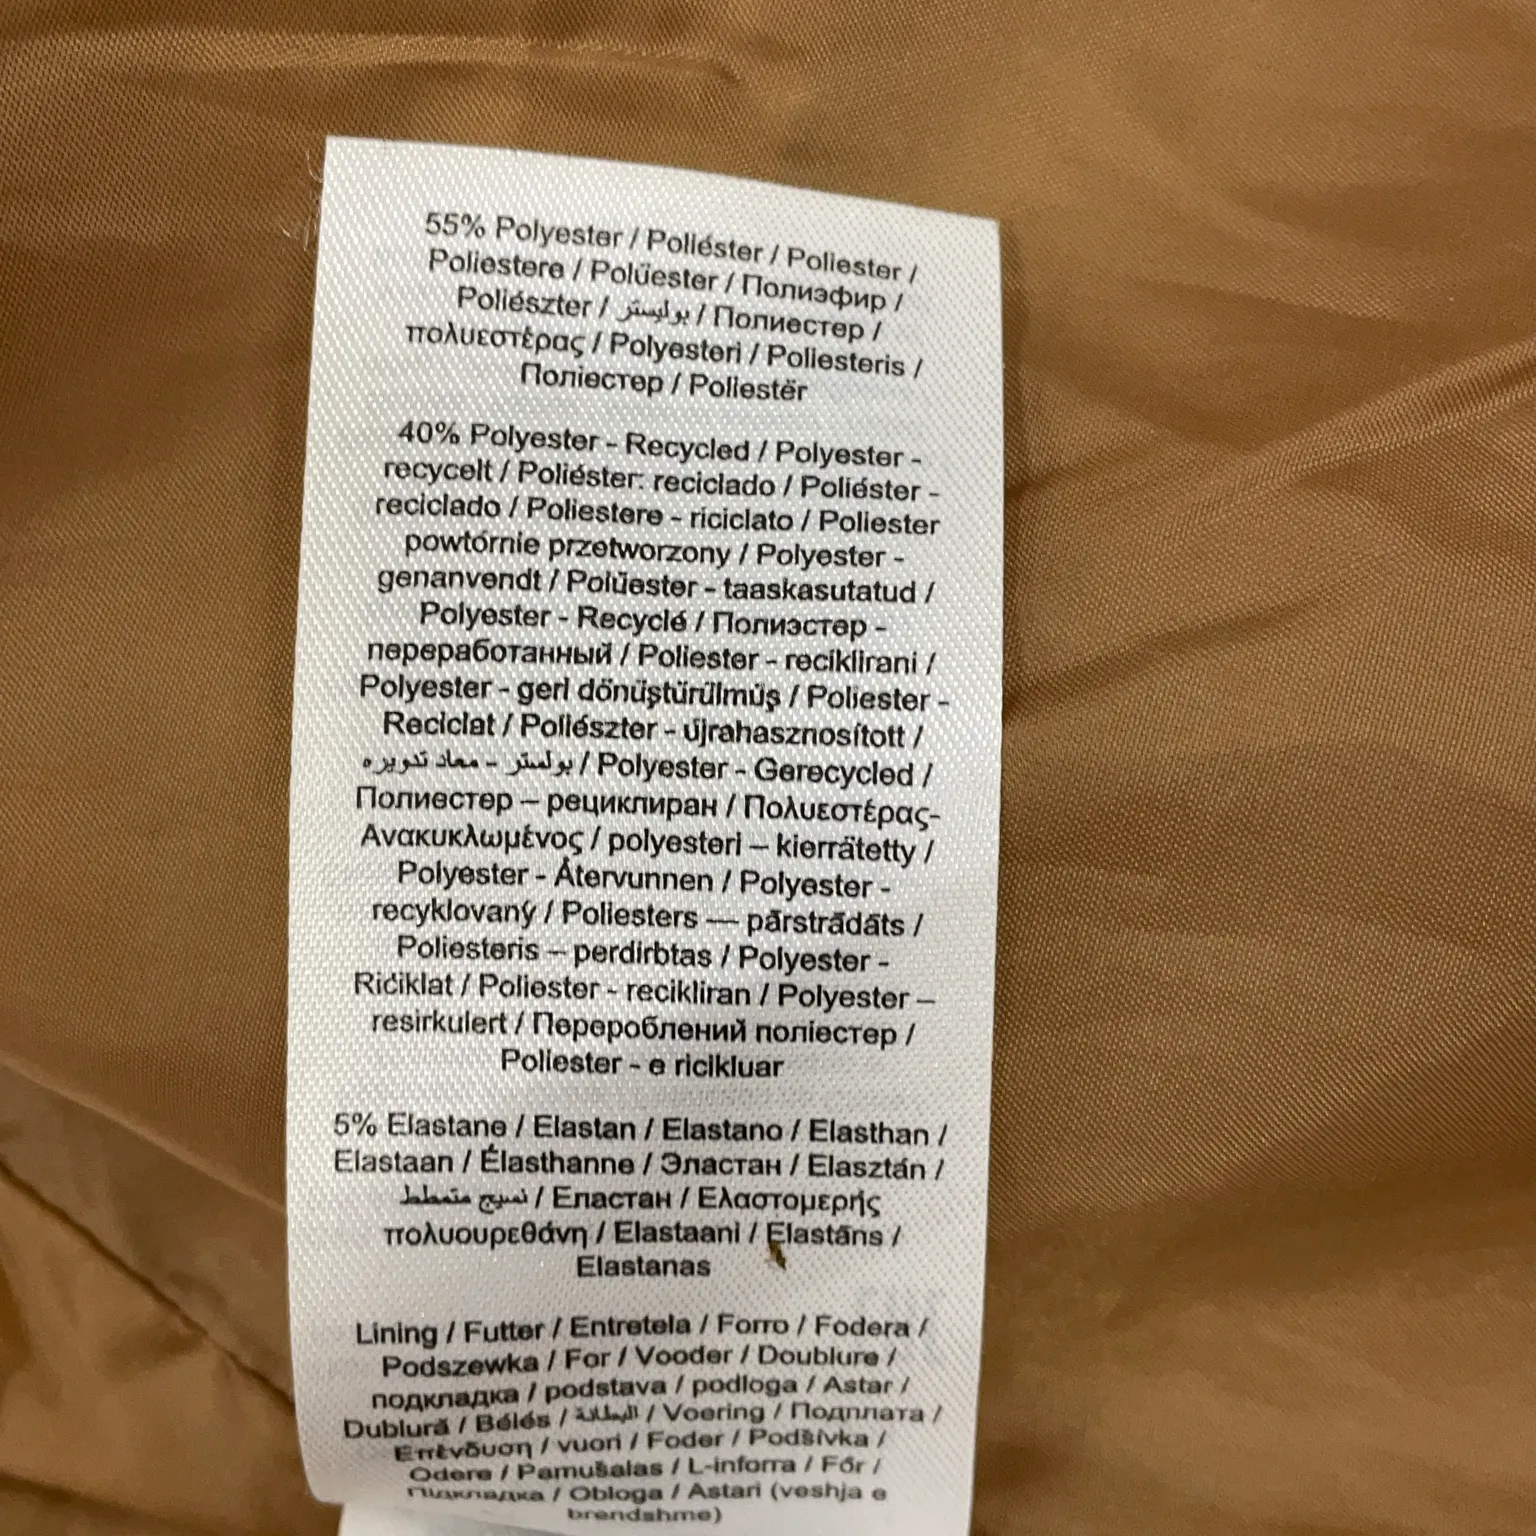 55% Polyester / Poliéster / Poliester /
Poliestere / Polüester / Полиэфир /
Poliészter / بوليستر / Полиестер /
πολυεστέρας / Polyesteri / Poliesteris /
Поліестер / Poliestër
40% Polyester - Recycled / Polyester -
recycelt / Poliéster: reciclado / Poliéster -
reciclado / Poliestere - riciclato / Poliester
powtórnie przetworzony / Polyester -
genanvendt / Polüester - taaskasutatud /
Polyester - Recyclé / Полиэстер -
переработанный / Poliester - reciklirani /
Polyester - geri dönüştürülmüş / Poliester -
Reciclat / Poliészter - újrahasznosított /
بولستر - معاد تدويره / Polyester - Gerecycled /
Полиестер – рециклиран / Πολυεστέρας-
Ανακυκλωμένος / polyesteri – kierrätetty /
Polyester - Återvunnen / Polyester -
recyklovaný / Poliesters — pārstrādāts /
Poliesteris – perdirbtas / Polyester -
Riċiklat / Poliester - recikliran / Polyester –
resirkulert / Перероблений поліестер /
Poliester - e ricikluar
5% Elastane / Elastan / Elastano / Elasthan /
Elastaan / Élasthanne / Эластан / Elasztán /
نسيج متمطط / Еластан / Ελαστομερής
πολυουρεθάνη / Elastaani / Elastāns /
Elastanas
Lining / Futter / Entretela / Forro / Fodera /
Podszewka / For / Vooder / Doublure /
подкладка / podstava / podloga / Astar /
Dublură / Bélés / البطانة / Voering / Подплата /
Επένδυση / vuori / Foder / Podšívka /
Odere / Pamušalas / L-inforra / Fôr /
Підкладка / Obloga / Astari (veshja e
brendshme)